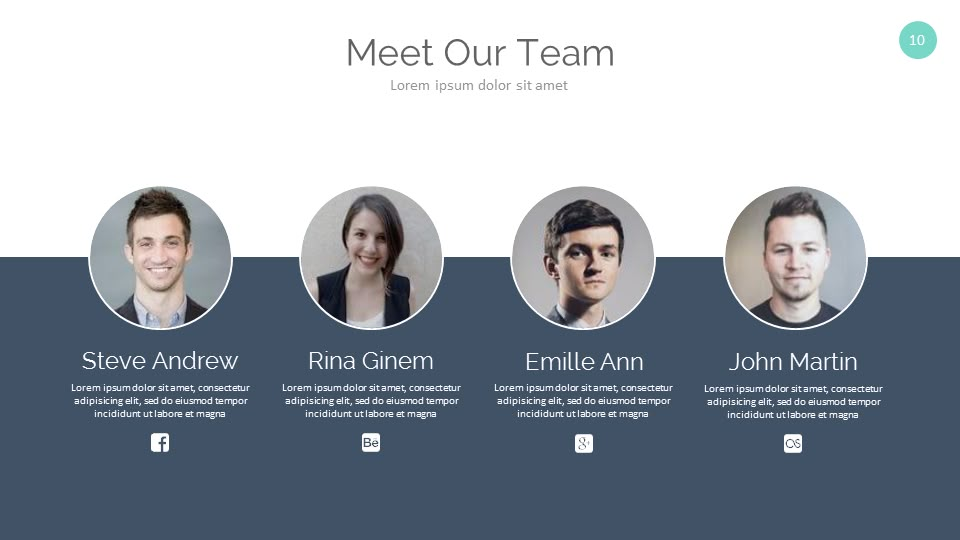 Meet Our Team
10
Lorem ipsum dolor sit amet
Steve Andrew
Lorem ipsum dolor sit amet, consectetur
adipisicing elit, sed do eiusmod tempor
incididunt ut labore et magna
Rina Ginem
Lorem ipsum dolor sit amet, consectetur
adipisicing elit, sed do eiusmod tempor
incididunt ut labore et magna
Bē
Emille Ann
Lorem ipsum dolor sit amet, consectetur
adipisicing elit, sed do eiusmod tempor
incididunt ut labore et magna
John Martin
Lorem ipsum dolor sit amet, consectetur
adipisicing elit, sed do eiusmod tempor
incididunt ut labore et magna